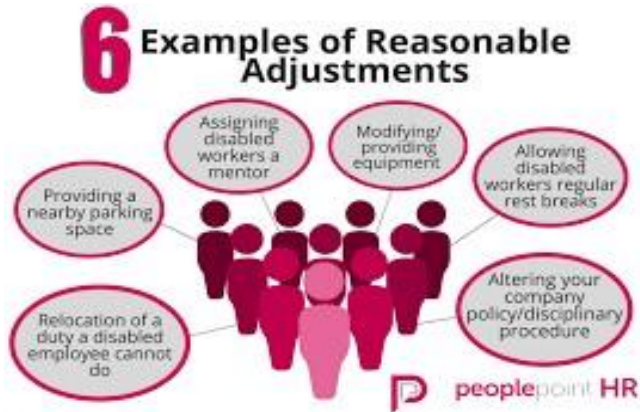 6 Examples of Reasonable
Adjustments
Assigning
disabled
workers a
mentor
Modifying/
providing
equipment
Providing a
nearby parking
space
Allowing
disabled
workers regular
rest breaks
Relocation of a
duty a disabled
employee cannot
do
Altering your
company
policy/disciplinary
procedure
peoplepoint HR